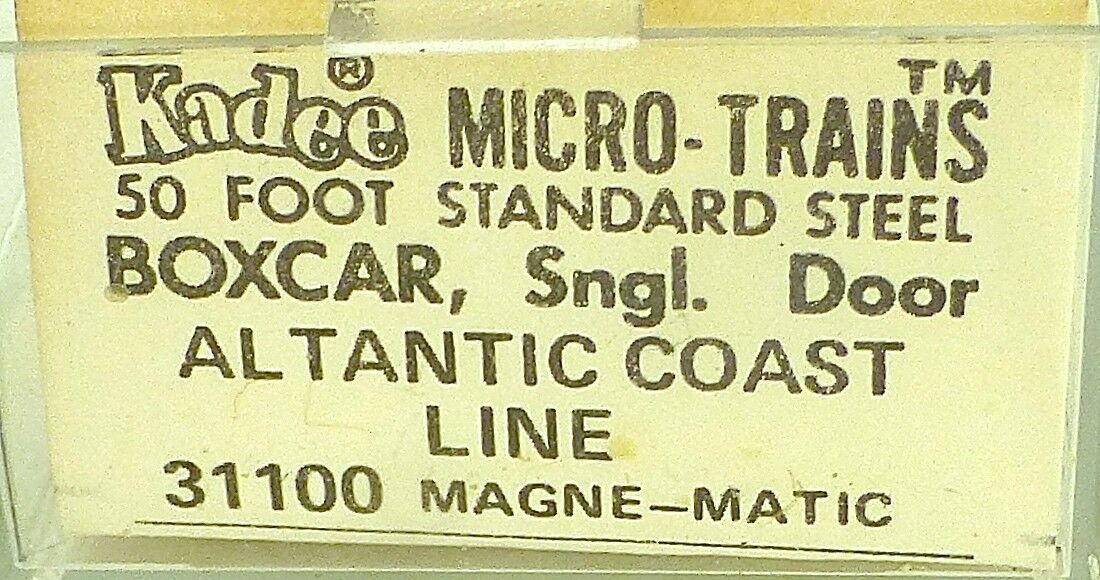 Kadee® MICRO-TRAINS™
50 FOOT STANDARD STEEL
BOXCAR, Sngl. Door
ALTANTIC COAST
LINE
31100 MAGNE-MATIC